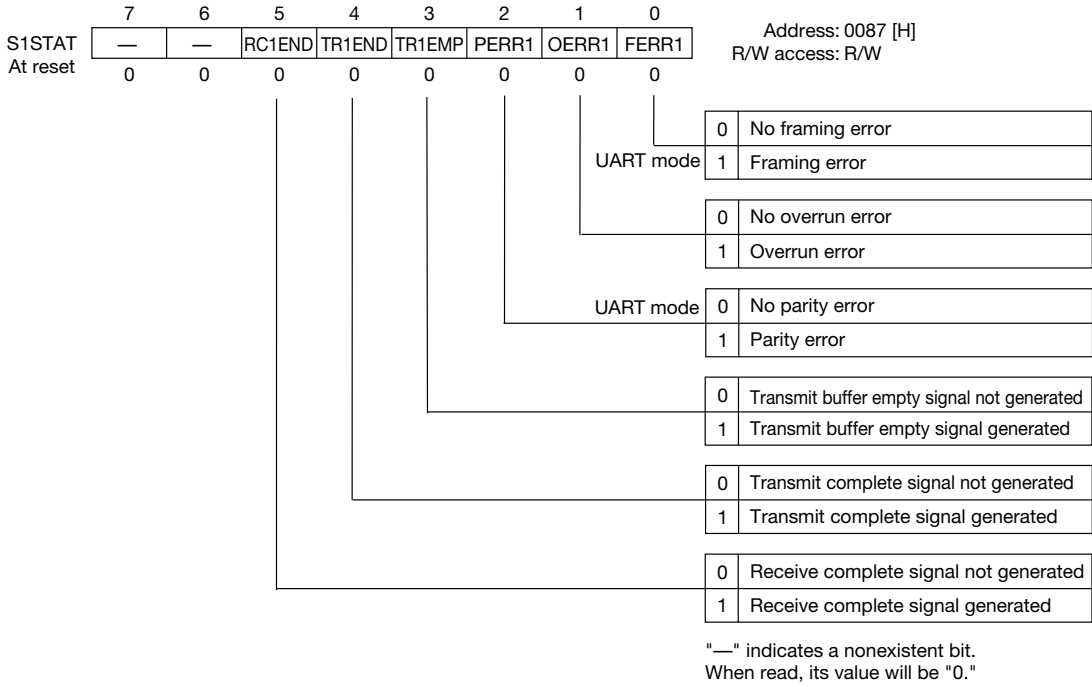 7 6 5 4 3 2 1 0
S1STAT — — RC1END TR1END TR1EMP PERR1 OERR1 FERR1
At reset 0 0 0 0 0 0 0 0
Address: 0087 [H]
R/W access: R/W
0 No framing error
UART mode 1 Framing error
0 No overrun error
1 Overrun error
UART mode 0 No parity error
1 Parity error
0 Transmit buffer empty signal not generated
1 Transmit buffer empty signal generated
0 Transmit complete signal not generated
1 Transmit complete signal generated
0 Receive complete signal not generated
1 Receive complete signal generated
"—" indicates a nonexistent bit.
When read, its value will be "0."